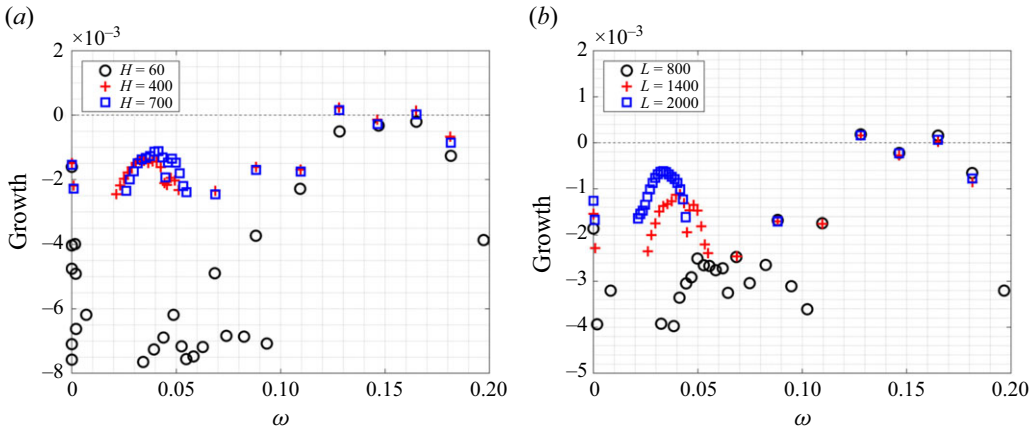 (a)
×10⁻³
2
0
−2
−4
−6
−8
Growth
H = 60
H = 400
H = 700
0
0.05
0.10
0.15
0.20
ω
(b)
×10⁻³
2
1
0
−1
−2
−3
−4
−5
Growth
L = 800
L = 1400
L = 2000
0
0.05
0.10
0.15
0.20
ω